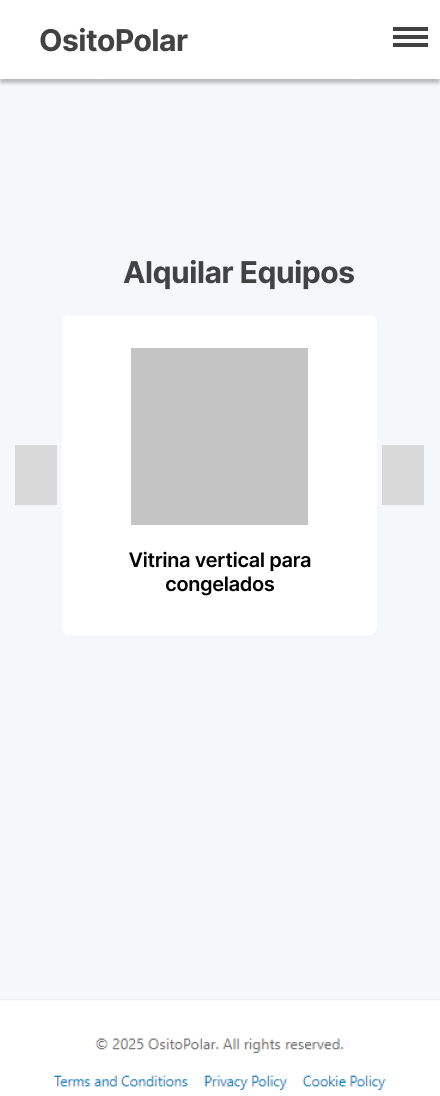 OsitoPolar
Alquilar Equipos
Vitrina vertical para
congelados
© 2025 OsitoPolar. All rights reserved.
Terms and Conditions Privacy Policy Cookie Policy